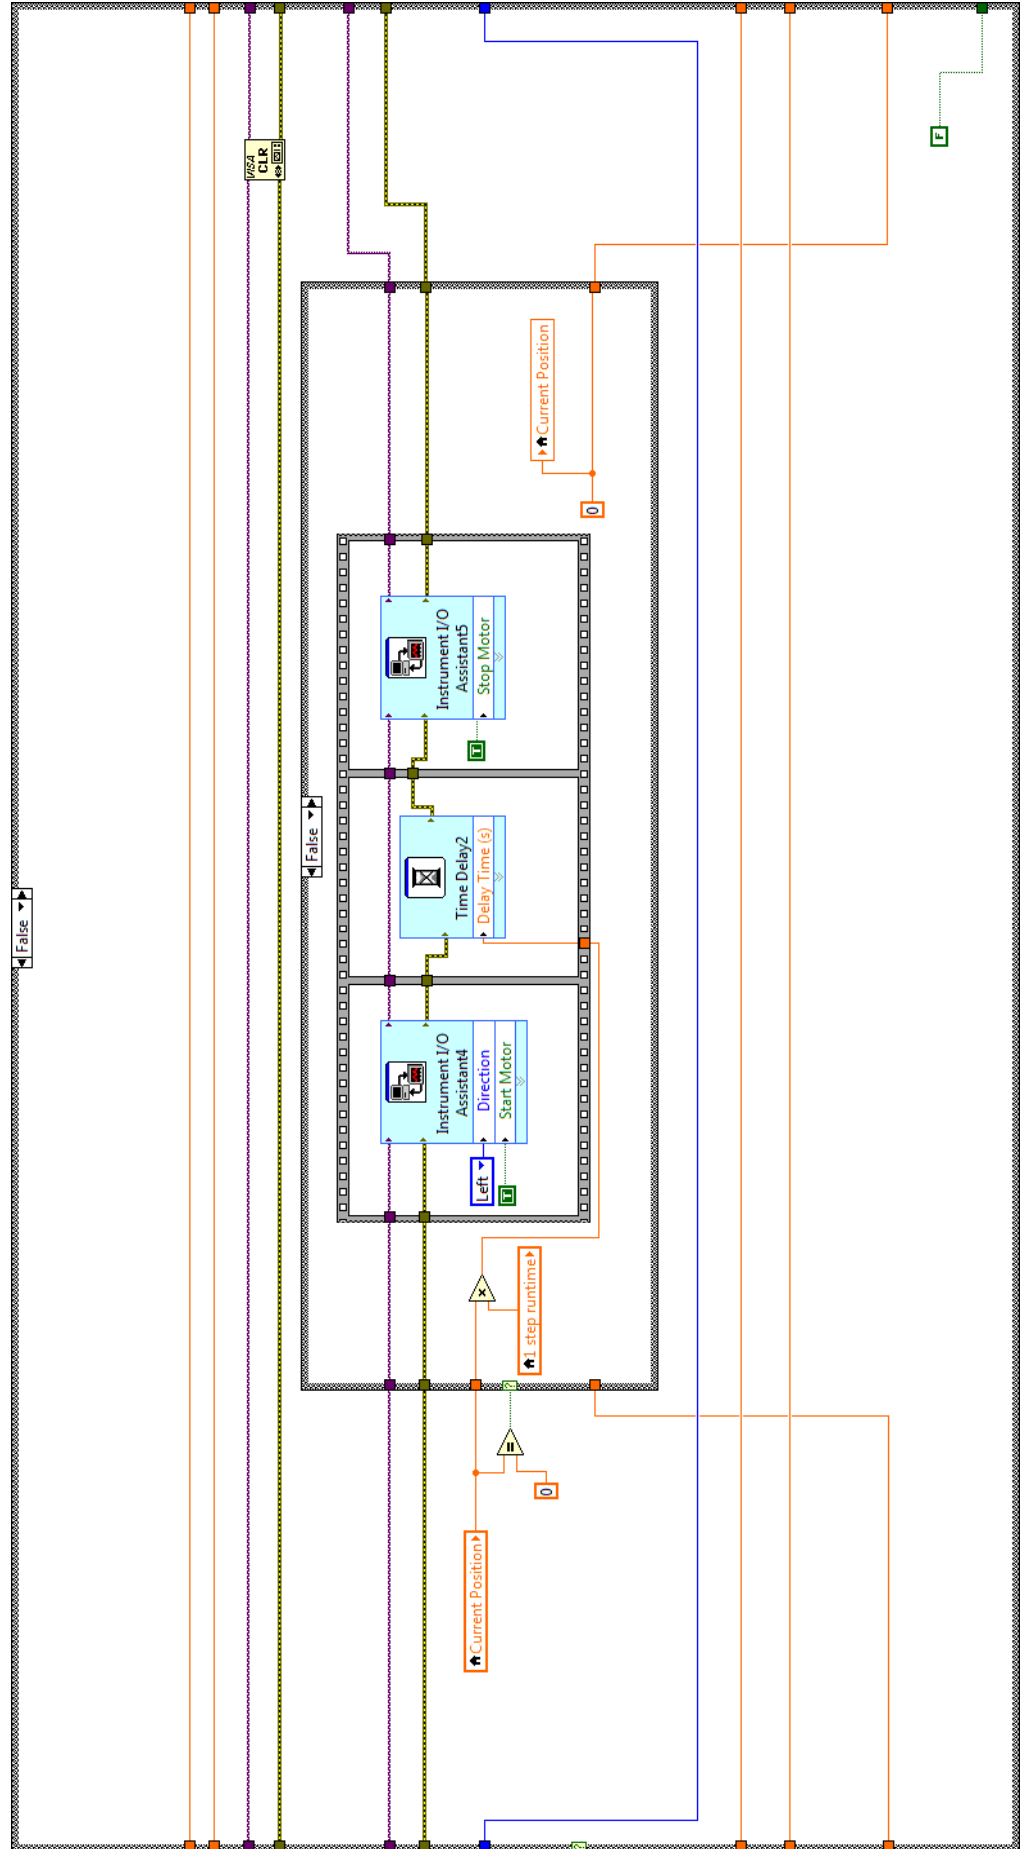 False
VISA
CLR
False
Current Position
0
1 step runtime
×
Left
T
Instrument I/O
Assistant4
Direction
Start Motor
Time Delay2
Delay Time (s)
T
Instrument I/O
Assistant5
Stop Motor
0
Current Position
=
?
?
F